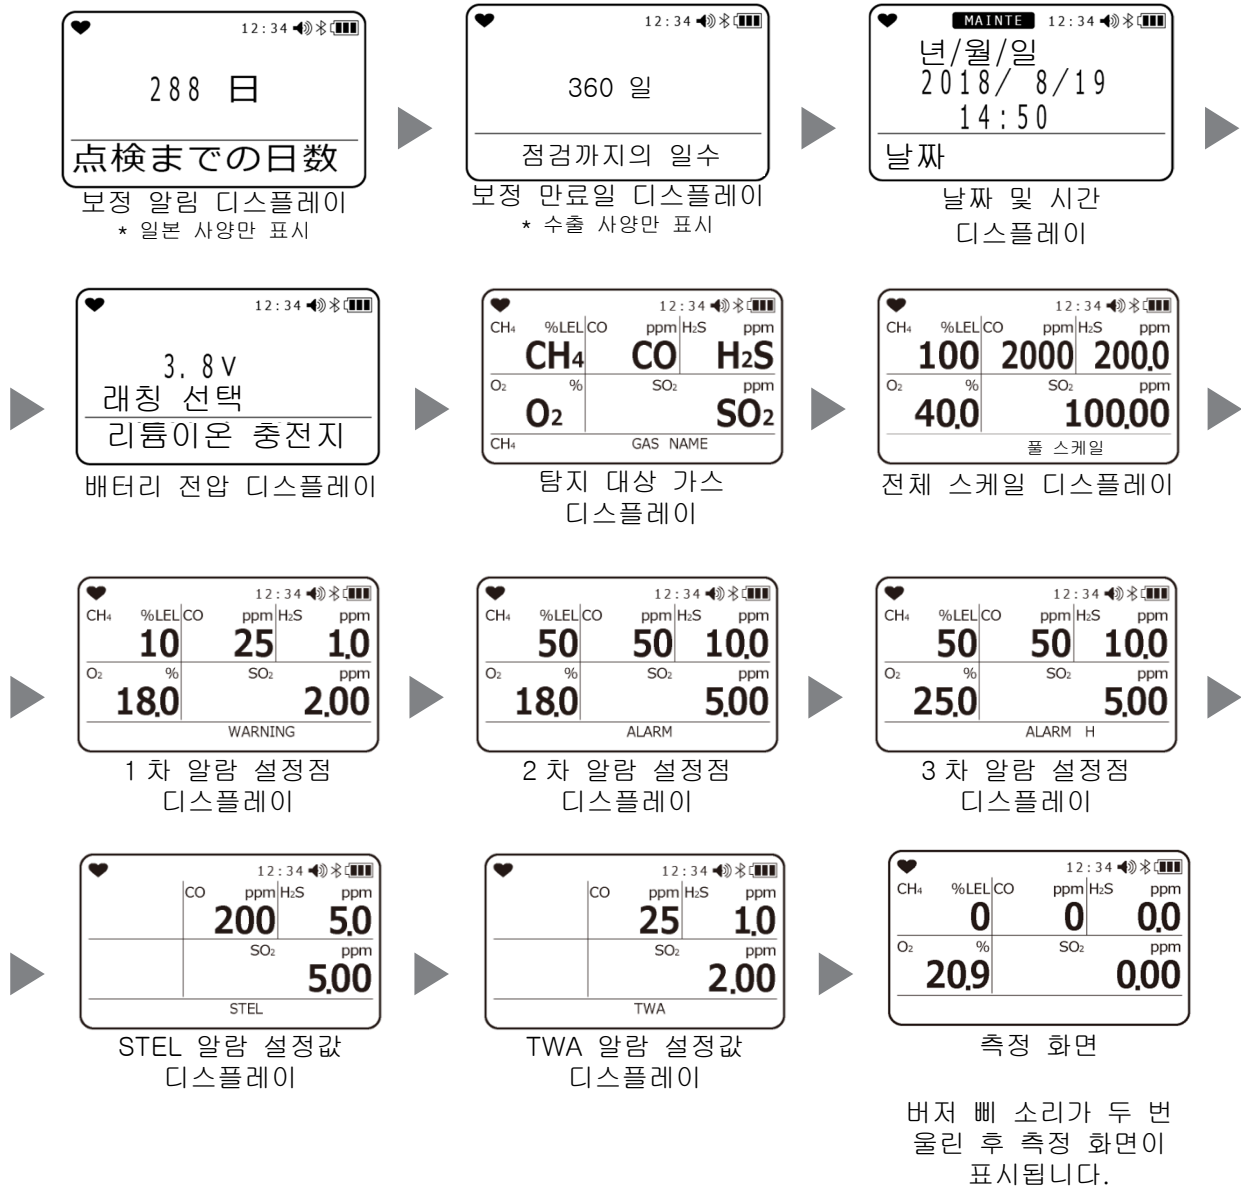 12:34
288 日
点検までの日数
보정 알림 디스플레이
* 일본 사양만 표시
12:34
360 일
점검까지의 일수
보정 만료일 디스플레이
* 수출 사양만 표시
MAINTE 12:34
년/월/일
2018/ 8/19
14:50
날짜
날짜 및 시간
디스플레이
12:34
3.8V
래칭 선택
리튬이온 충전지
배터리 전압 디스플레이
12:34
CH₄ %LEL CO ppm H₂S ppm
CH₄ CO H₂S
O₂ % SO₂ ppm
O₂ SO₂
CH₄ GAS NAME
탐지 대상 가스
디스플레이
12:34
CH₄ %LEL CO ppm H₂S ppm
100 2000 200.0
O₂ % SO₂ ppm
40.0 100.00
풀 스케일
전체 스케일 디스플레이
12:34
CH₄ %LEL CO ppm H₂S ppm
10 25 1.0
O₂ % SO₂ ppm
18.0 2.00
WARNING
1 차 알람 설정점
디스플레이
12:34
CH₄ %LEL CO ppm H₂S ppm
50 50 10.0
O₂ % SO₂ ppm
18.0 5.00
ALARM
2 차 알람 설정점
디스플레이
12:34
CH₄ %LEL CO ppm H₂S ppm
50 50 10.0
O₂ % SO₂ ppm
25.0 5.00
ALARM H
3 차 알람 설정점
디스플레이
12:34
CO ppm H₂S ppm
200 5.0
SO₂ ppm
5.00
STEL
STEL 알람 설정값
디스플레이
12:34
CO ppm H₂S ppm
25 1.0
SO₂ ppm
2.00
TWA
TWA 알람 설정값
디스플레이
12:34
CH₄ %LEL CO ppm H₂S ppm
0 0 0.0
O₂ % SO₂ ppm
20.9 0.00
측정 화면
버저 삐 소리가 두 번
울린 후 측정 화면이
표시됩니다.